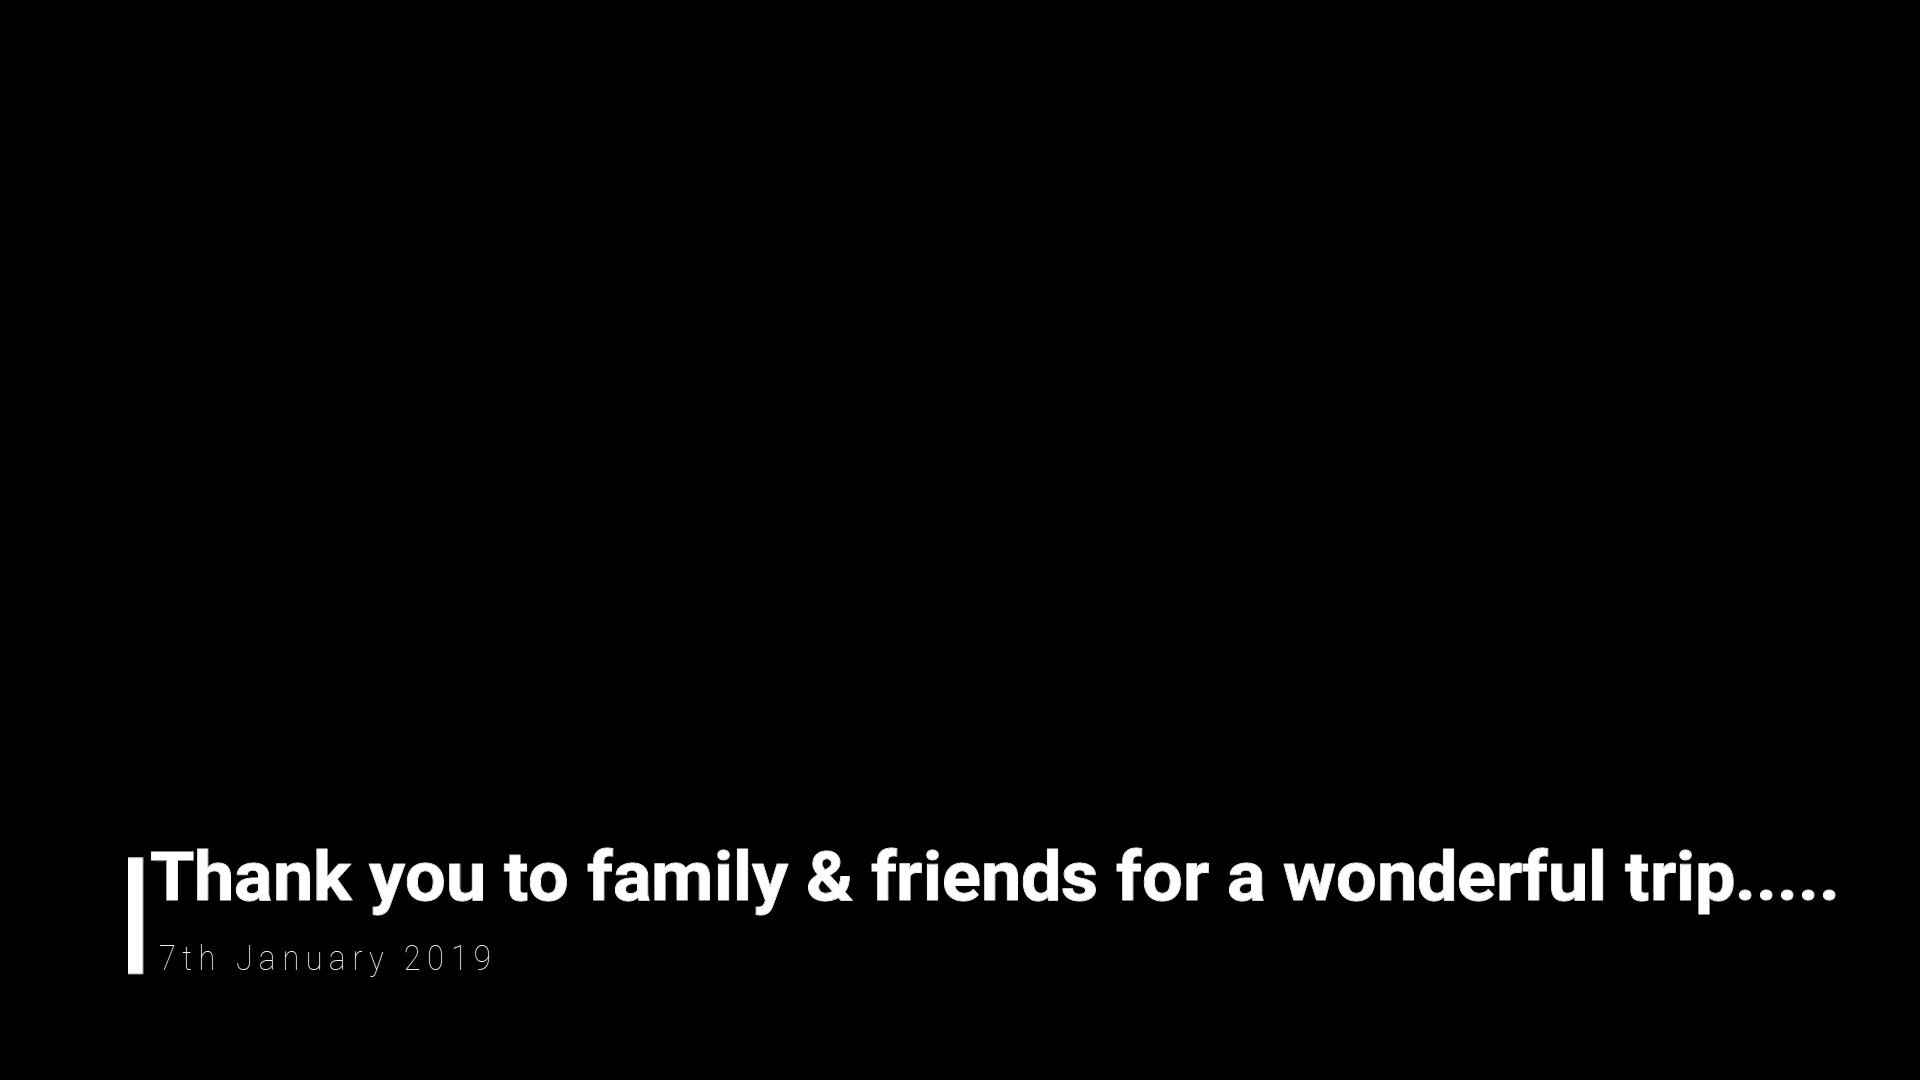 Thank you to family & friends for a wonderful trip.....
7th January 2019